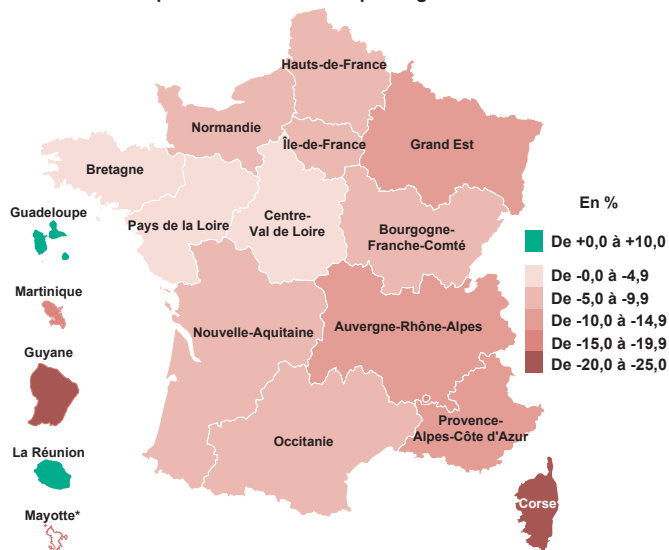 Hauts-de-France
Normandie
Île-de-France
Grand Est
Bretagne
Pays de la Loire
Centre-
Val de Loire
Bourgogne-
Franche-Comté
Nouvelle-Aquitaine
Auvergne-Rhône-Alpes
Occitanie
Provence-
Alpes-Côte d'Azur
Corse
Guadeloupe
Martinique
Guyane
La Réunion
Mayotte*
En %
De +0,0 à +10,0
De -0,0 à -4,9
De -5,0 à -9,9
De -10,0 à -14,9
De -15,0 à -19,9
De -20,0 à -25,0